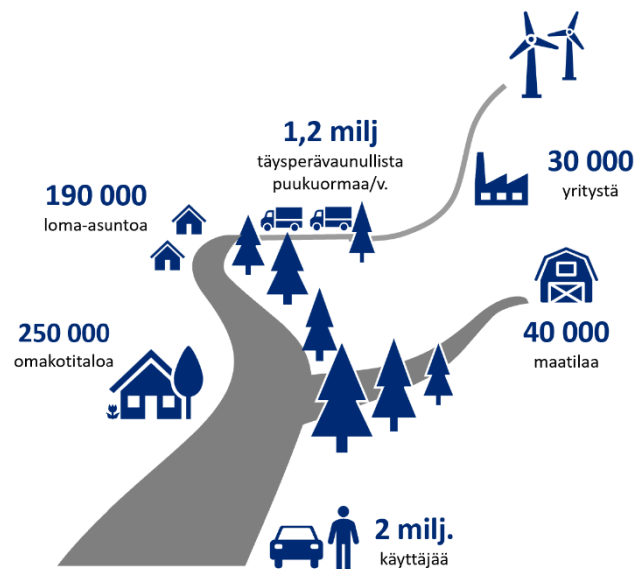 1,2 milj
täysperävaunullista
puukuormaa/v.
30 000
yritystä
190 000
loma-asuntoa
250 000
omakotitaloa
40 000
maatilaa
2 milj.
käyttäjää